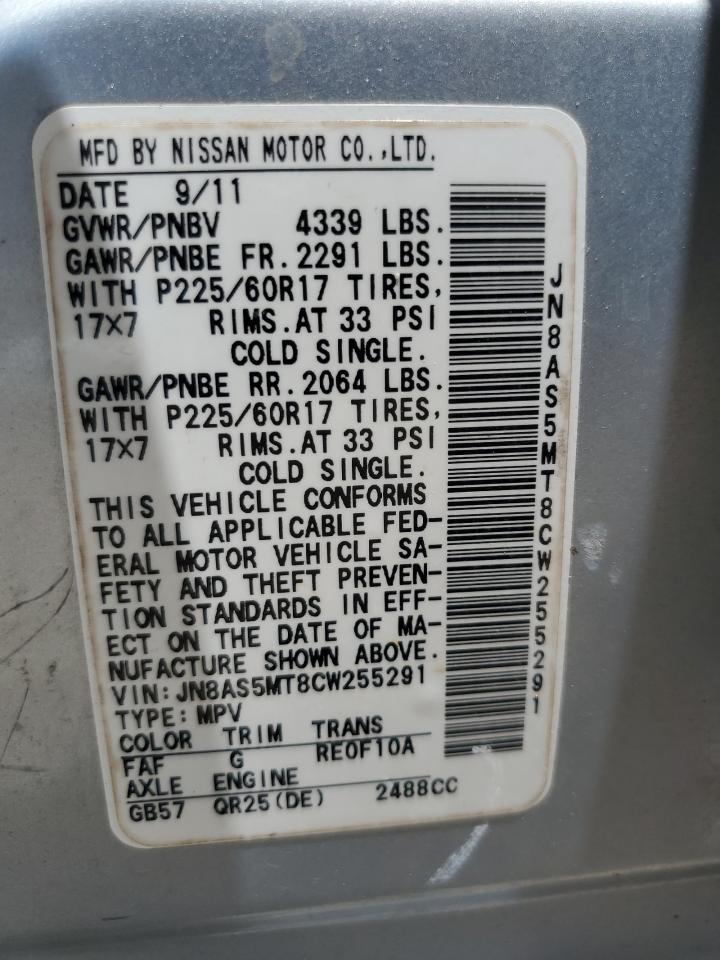 MFD BY NISSAN MOTOR CO.,LTD.
DATE 9/11
GVWR/PNBV 4339 LBS.
GAWR/PNBE FR.2291 LBS.
WITH P225/60R17 TIRES,
17×7 RIMS.AT 33 PSI
COLD SINGLE.
GAWR/PNBE RR.2064 LBS.
WITH P225/60R17 TIRES,
17×7 RIMS.AT 33 PSI
COLD SINGLE.
THIS VEHICLE CONFORMS
TO ALL APPLICABLE FED-
ERAL MOTOR VEHICLE SA-
FETY AND THEFT PREVEN-
TION STANDARDS IN EFF-
ECT ON THE DATE OF MA-
NUFACTURE SHOWN ABOVE.
VIN:JN8AS5MT8CW255291
TYPE:MPV
COLOR TRIM TRANS
FAF G RE0F10A
AXLE ENGINE
GB57 QR25(DE) 2488CC
JN8AS5MT8CW255291